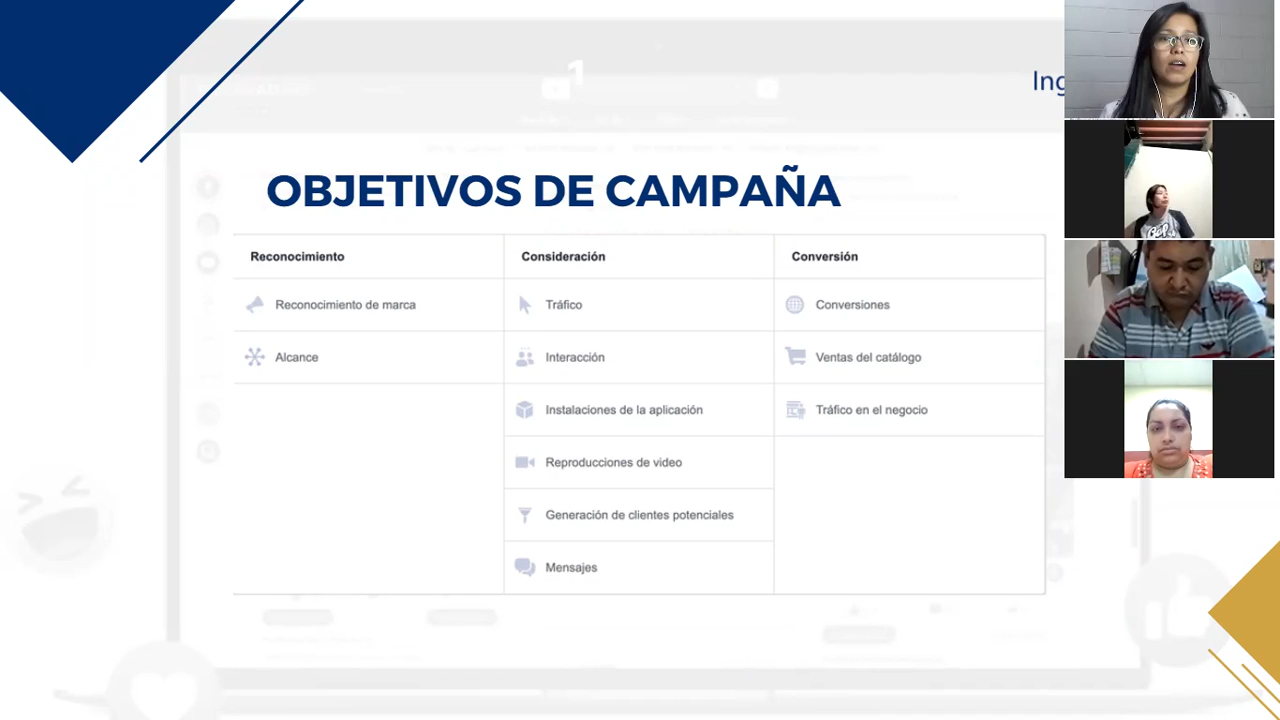 1
Ing
OBJETIVOS DE CAMPAÑA
Reconocimiento
Consideración
Conversión
Reconocimiento de marca
Tráfico
Conversiones
Alcance
Interacción
Ventas del catálogo
Instalaciones de la aplicación
Tráfico en el negocio
Reproducciones de video
Generación de clientes potenciales
Mensajes